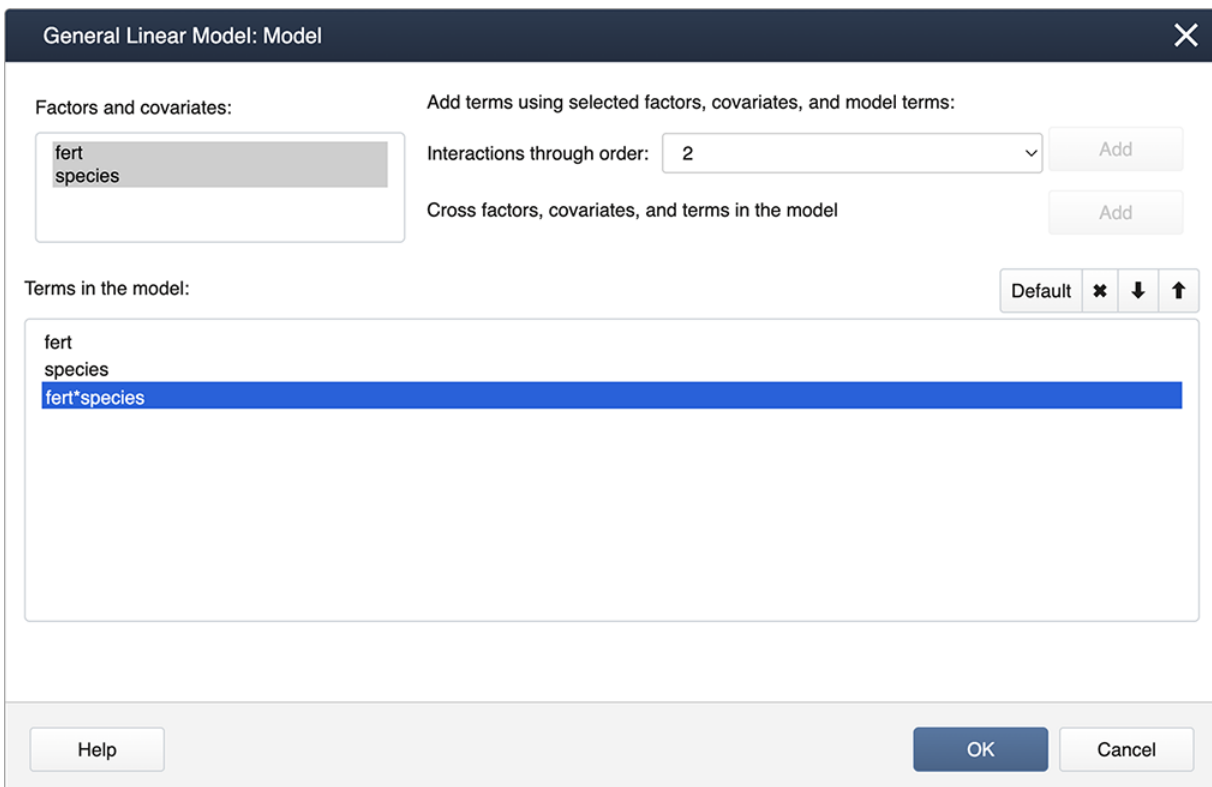 General Linear Model: Model
Factors and covariates:
fert
species
Add terms using selected factors, covariates, and model terms:
Interactions through order: 2 Add
Cross factors, covariates, and terms in the model Add
Terms in the model:
Default
fert
species
fert*species
Help OK Cancel